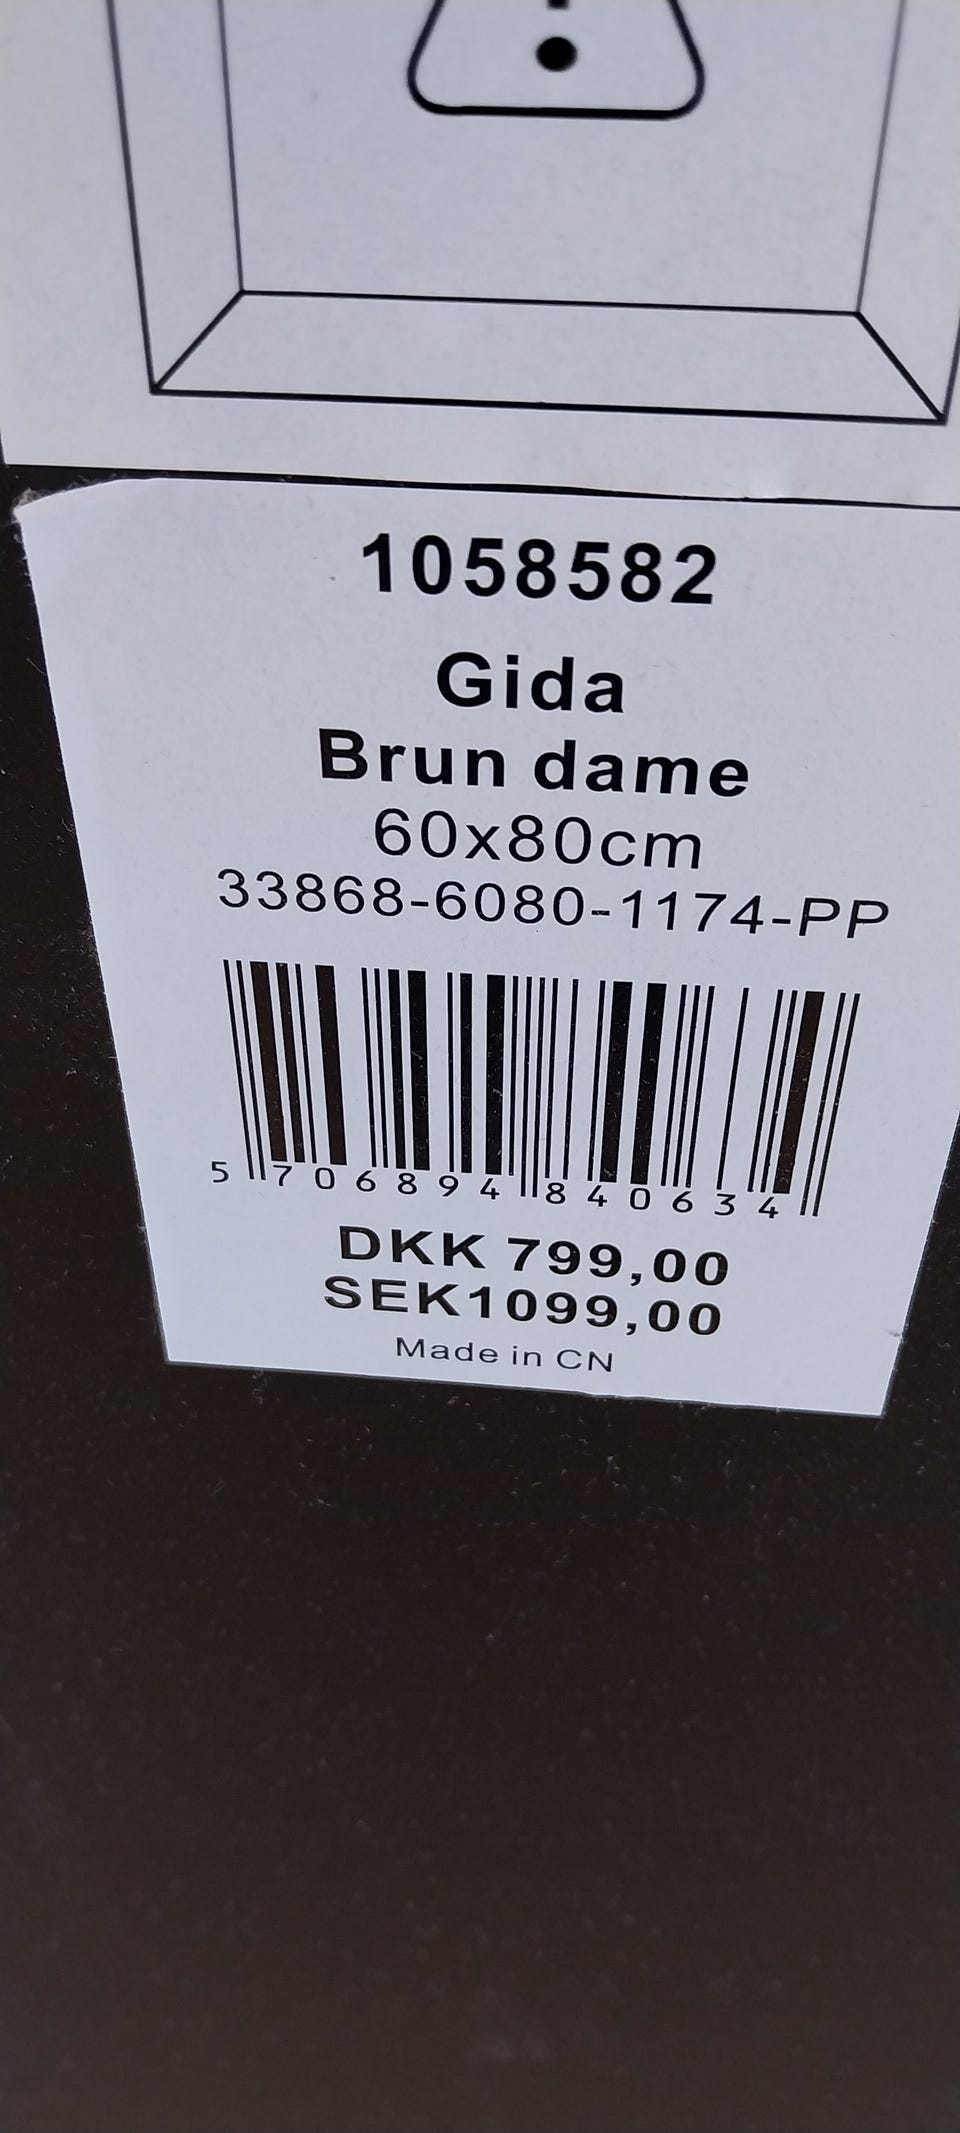 1058582
Gida
Brun dame
60x80cm
33868-6080-1174-PP
5 706894 840634
DKK 799,00
SEK1099,00
Made in CN